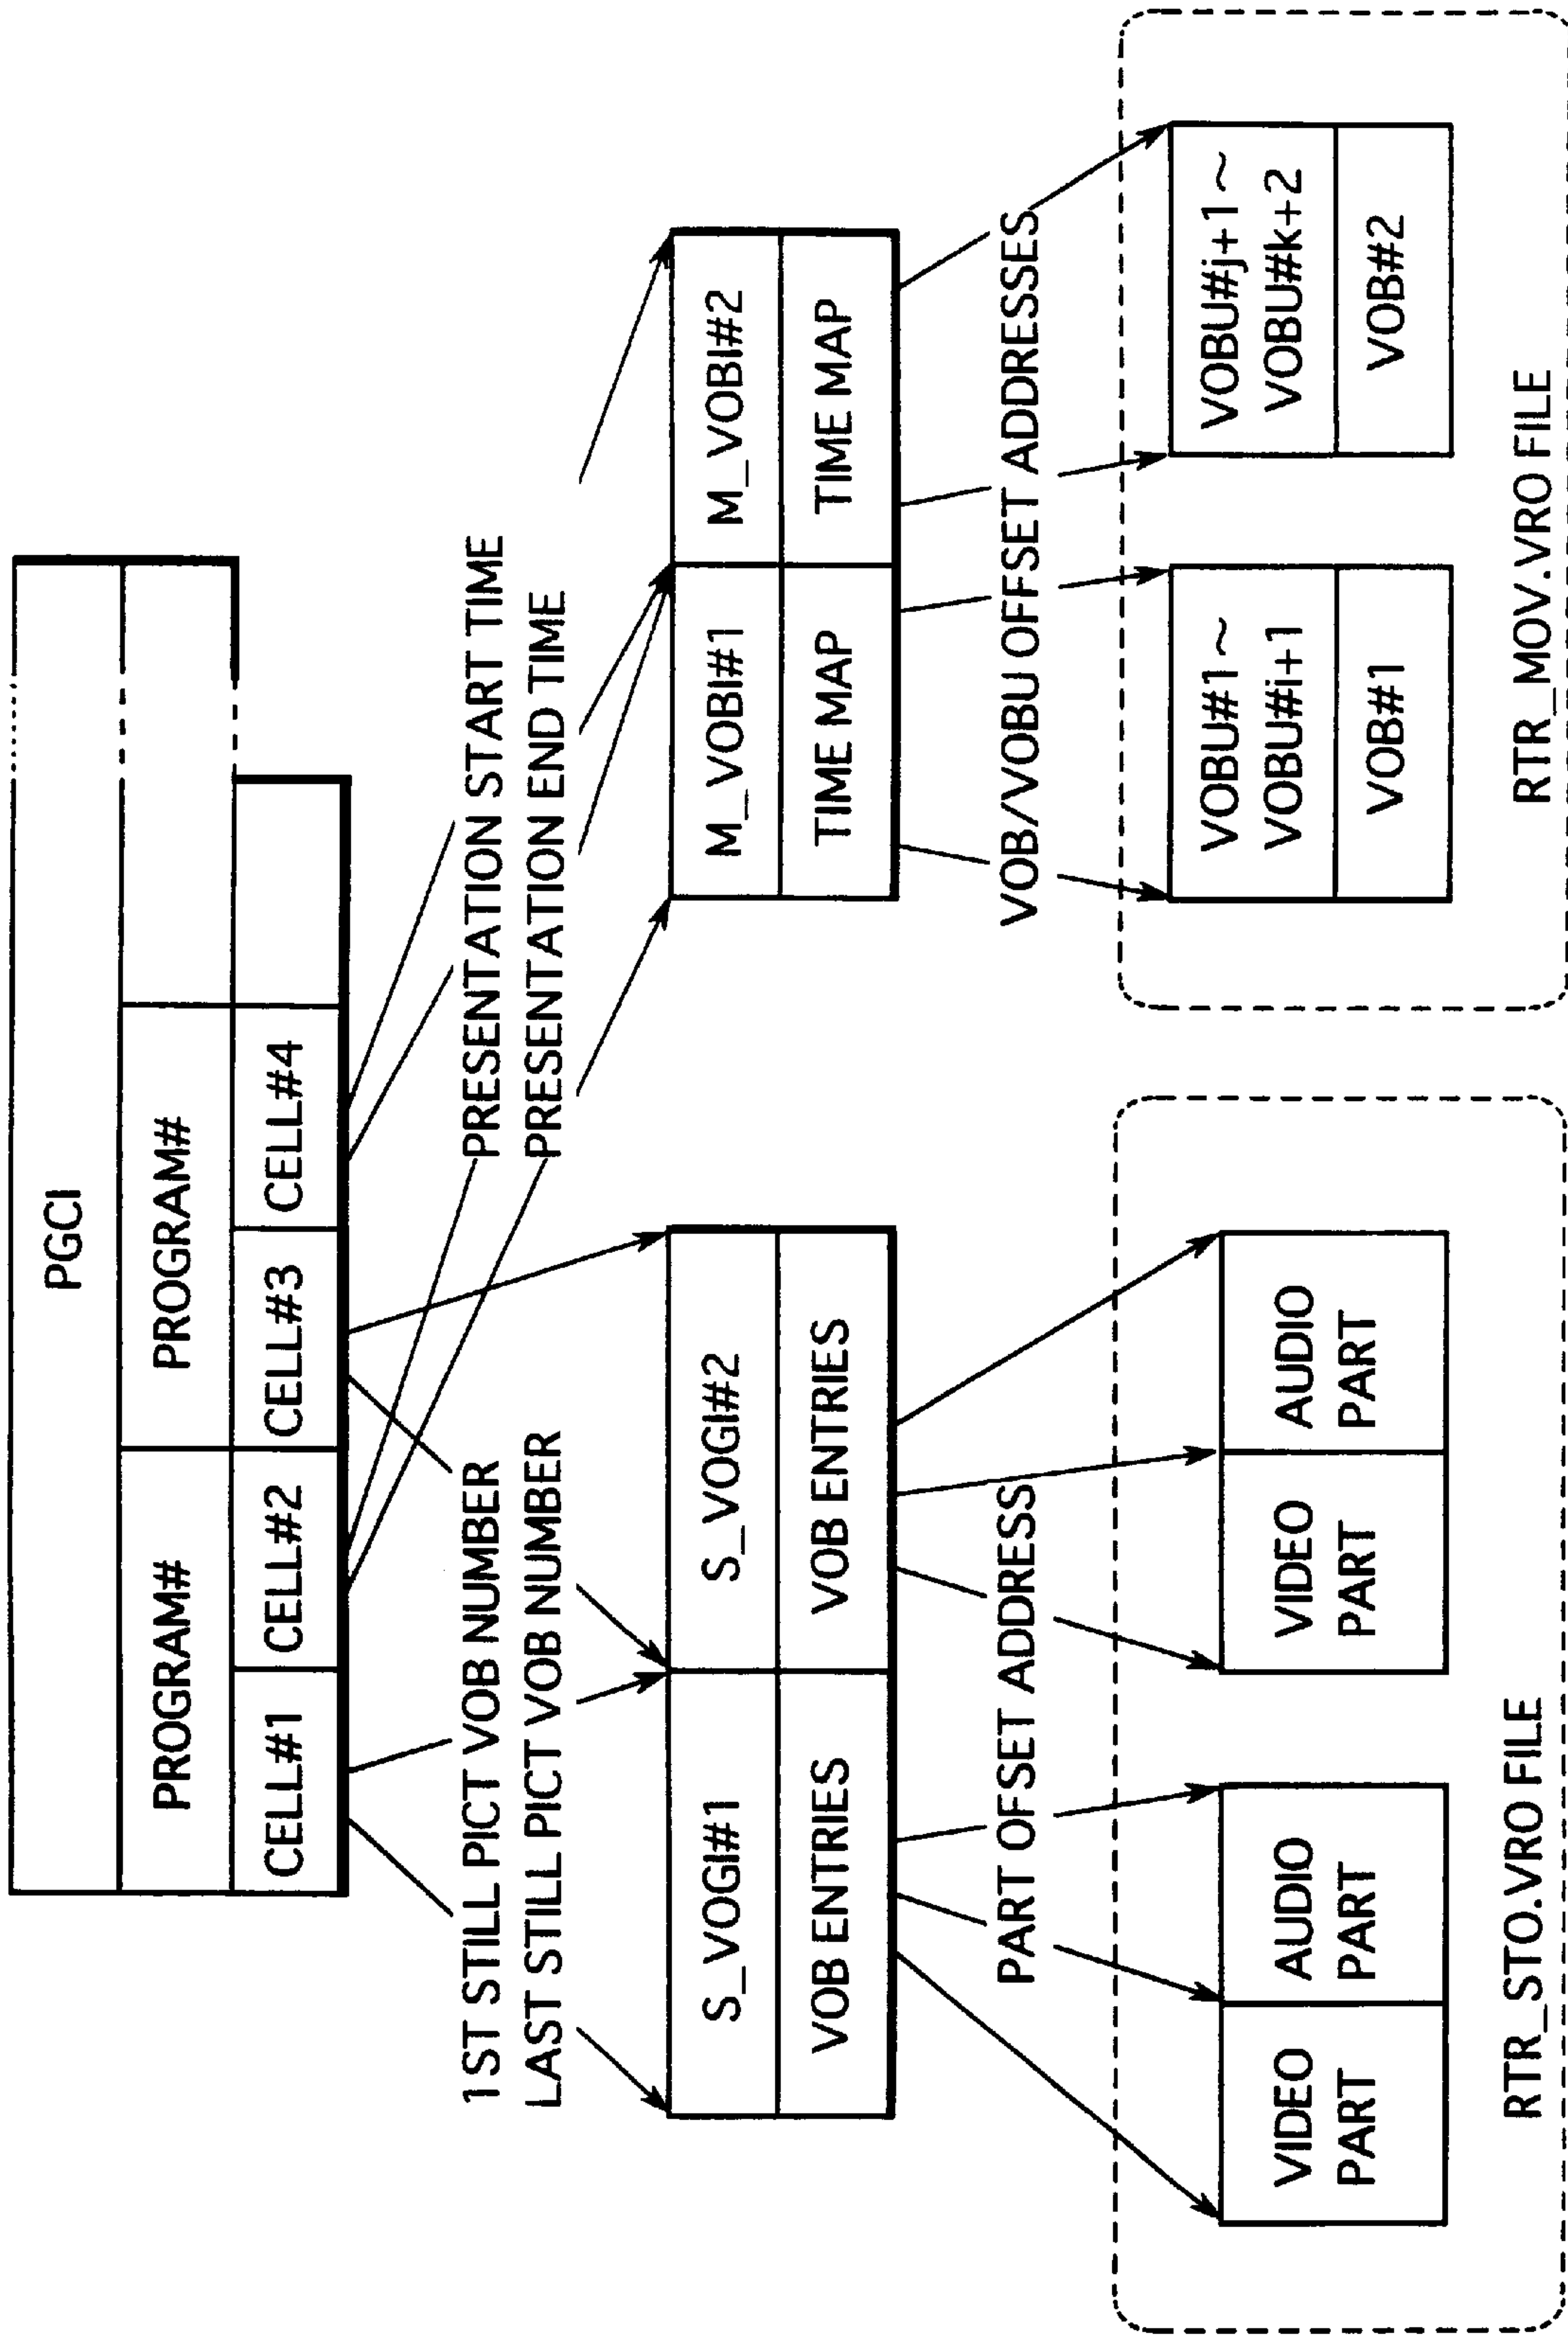 PGCI
PROGRAM#
PROGRAM#
CELL#1
CELL#2
CELL#3
CELL#4
1ST STILL PICT VOB NUMBER
LAST STILL PICT VOB NUMBER
PRESENTATION START TIME
PRESENTATION END TIME
S_VOGI#1
S_VOGI#2
VOB ENTRIES
VOB ENTRIES
M_VOBI#1
M_VOBI#2
TIME MAP
TIME MAP
PART OFFSET ADDRESS
VOB/VOBU OFFSET ADDRESSES
VIDEO
PART
AUDIO
PART
VIDEO
PART
AUDIO
PART
RTR_STO.VRO FILE
VOBU#1 ~
VOBU#i+1
VOB#1
VOBU#j+1 ~
VOBU#k+2
VOB#2
RTR_MOV.VRO FILE